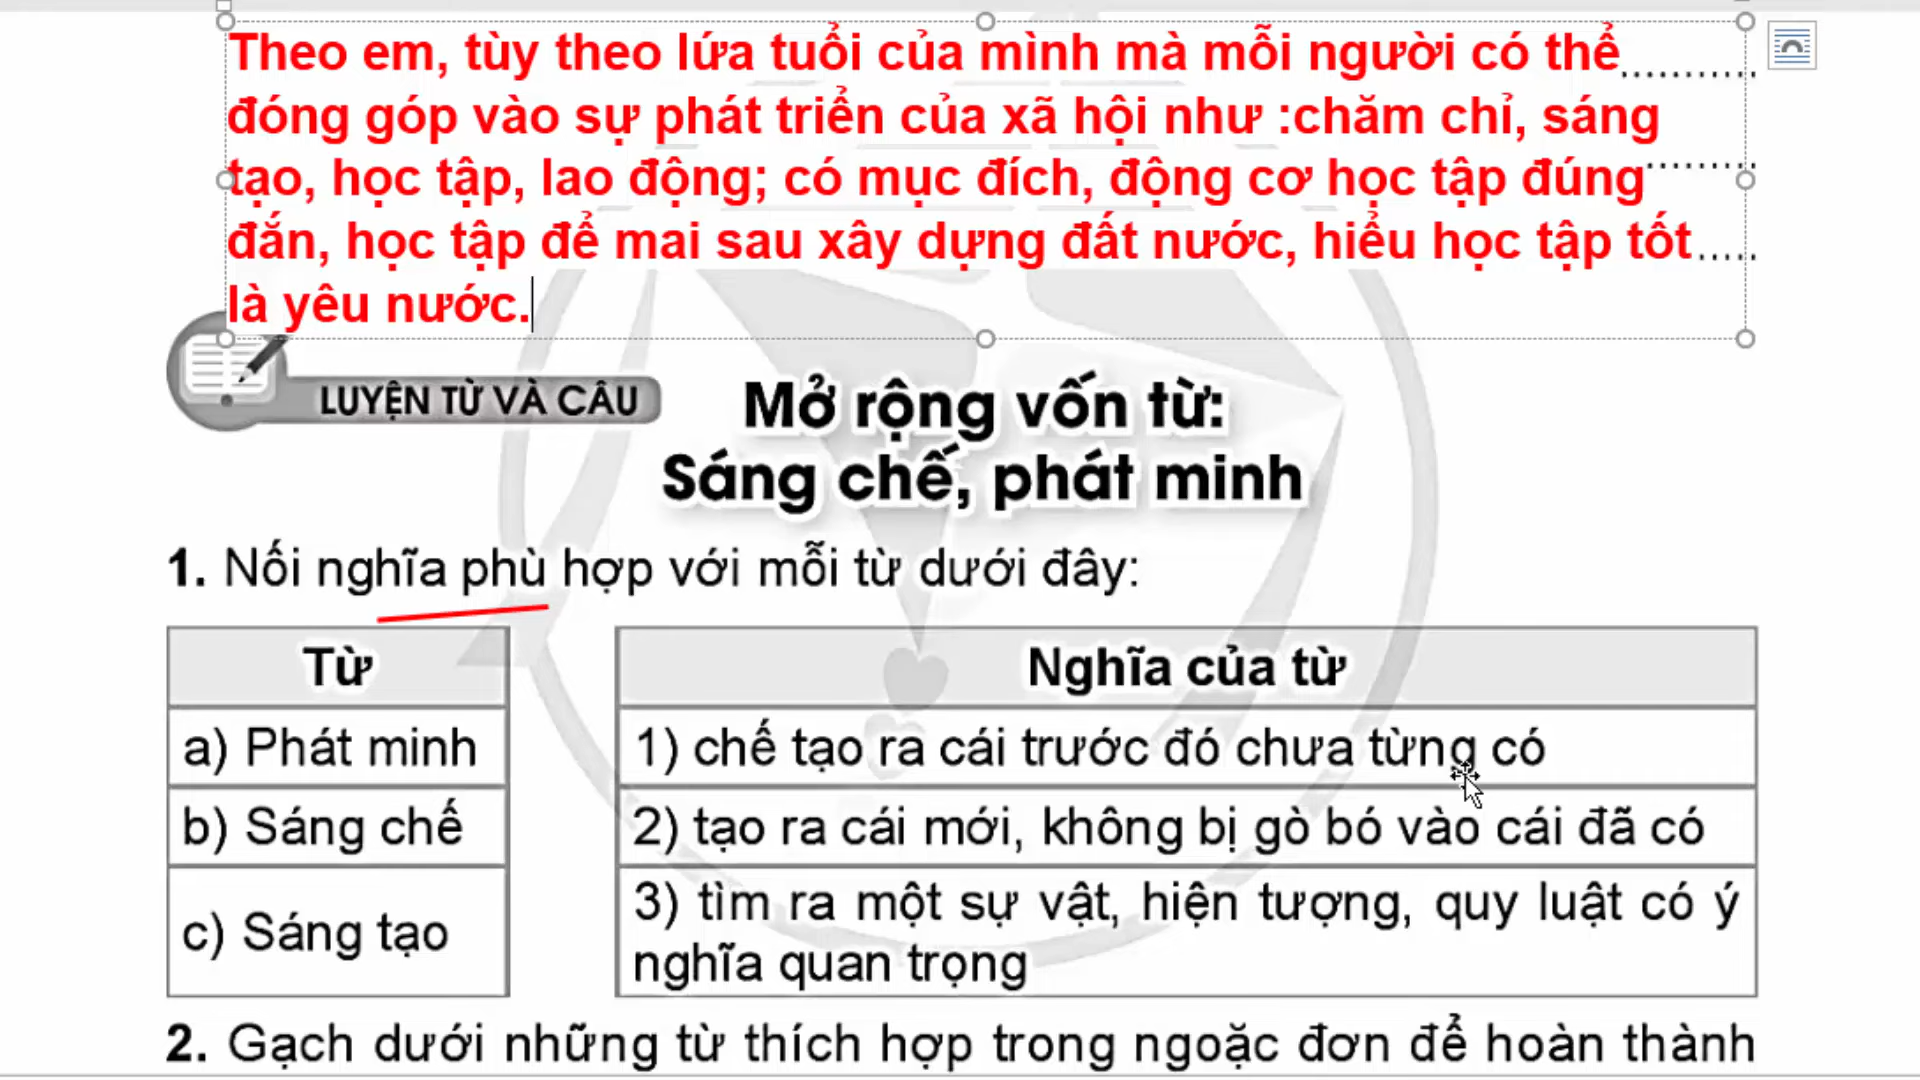 Theo em, tùy theo lứa tuổi của mình mà mỗi người có thể
đóng góp vào sự phát triển của xã hội như :chăm chỉ, sáng
tạo, học tập, lao động; có mục đích, động cơ học tập đúng
đắn, học tập để mai sau xây dựng đất nước, hiểu học tập tốt
là yêu nước.
LUYỆN TỪ VÀ CÂU
Mở rộng vốn từ:
Sáng chế, phát minh
1. Nối nghĩa phù hợp với mỗi từ dưới đây:
Từ
Nghĩa của từ
a) Phát minh
1) chế tạo ra cái trước đó chưa từng có
b) Sáng chế
2) tạo ra cái mới, không bị gò bó vào cái đã có
c) Sáng tạo
3) tìm ra một sự vật, hiện tượng, quy luật có ý
nghĩa quan trọng
2. Gạch dưới những từ thích hợp trong ngoặc đơn để hoàn thành